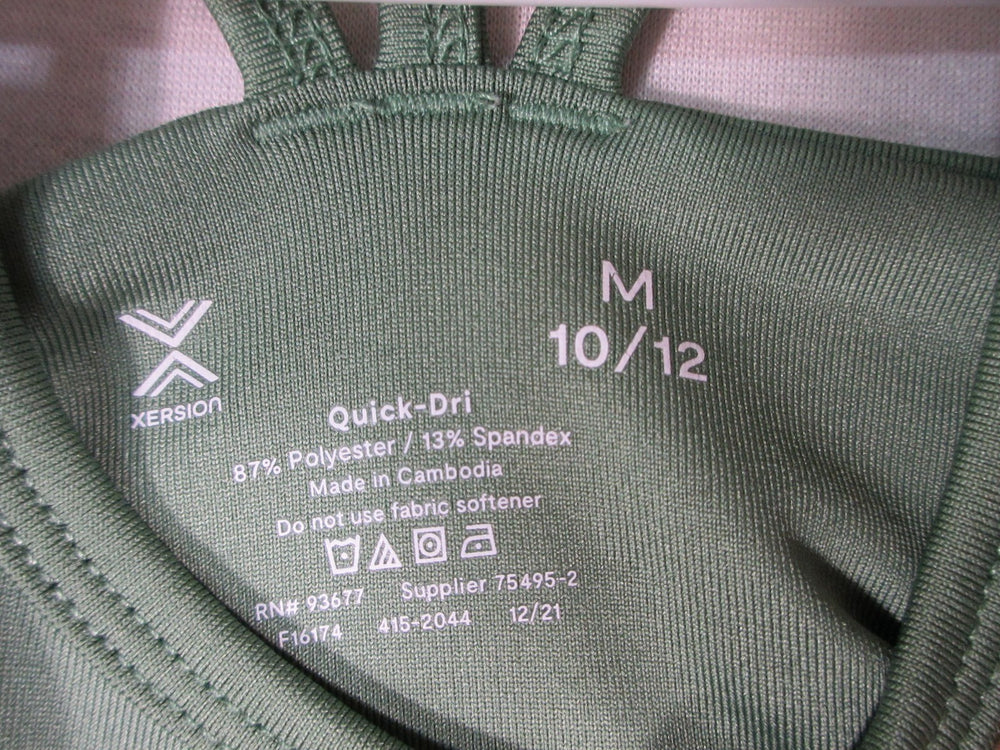 M
10/12
XERSION
Quick-Dri
87% Polyester / 13% Spandex
Made in Cambodia
Do not use fabric softener
RN# 93677 Supplier 75495-2
F16174 415-2044 12/21